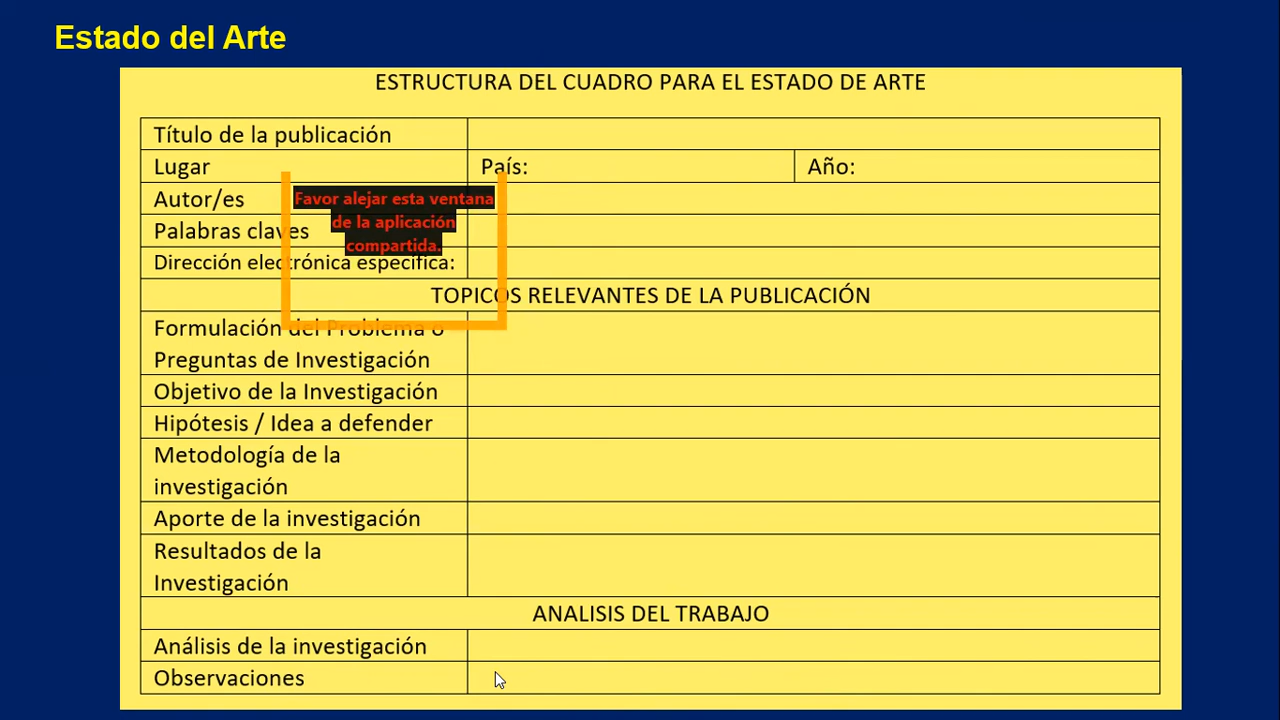 Estado del Arte
ESTRUCTURA DEL CUADRO PARA EL ESTADO DE ARTE
Título de la publicación
Lugar País: Año:
Autor/es
Palabras claves
Dirección electrónica específica:
Favor alejar esta ventana
de la aplicación
compartida.
TOPICOS RELEVANTES DE LA PUBLICACIÓN
Formulación del Problema o
Preguntas de Investigación
Objetivo de la Investigación
Hipótesis / Idea a defender
Metodología de la
investigación
Aporte de la investigación
Resultados de la
Investigación
ANALISIS DEL TRABAJO
Análisis de la investigación
Observaciones